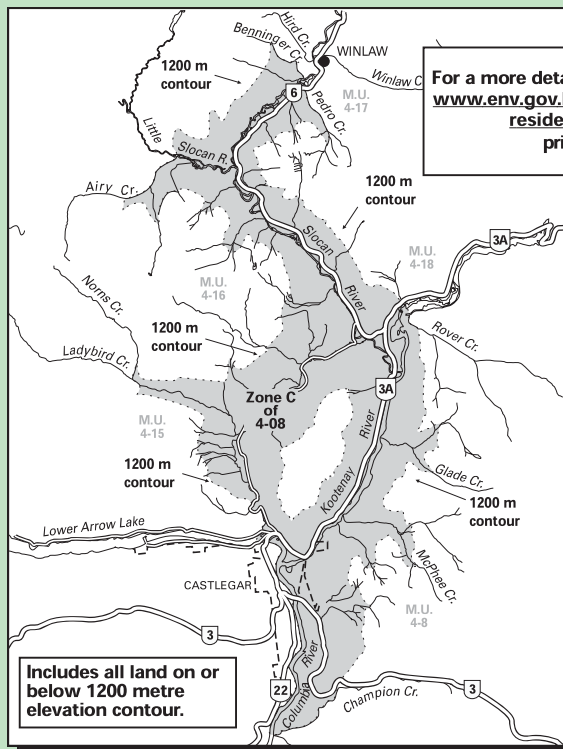 Hird Cr.
Benninger Cr.
WINLAW
1200 m
contour
Winlaw C
For a more deta
www.env.gov.
reside
pri
6
M.U.
4-17
Pedro Cr.
Little
Slocan R.
1200 m
contour
Airy Cr.
Slocan
River
3A
M.U.
4-18
Norns Cr.
M.U.
4-16
1200 m
contour
Rover Cr.
Ladybird Cr.
Zone C
of
4-08
3A
M.U.
4-15
River
Kootenay
1200 m
contour
Glade Cr.
1200 m
contour
Lower Arrow Lake
McPhee Cr.
CASTLEGAR
M.U.
4-8
3
River
Columbia
Includes all land on or
below 1200 metre
elevation contour.
22
Champion Cr.
3